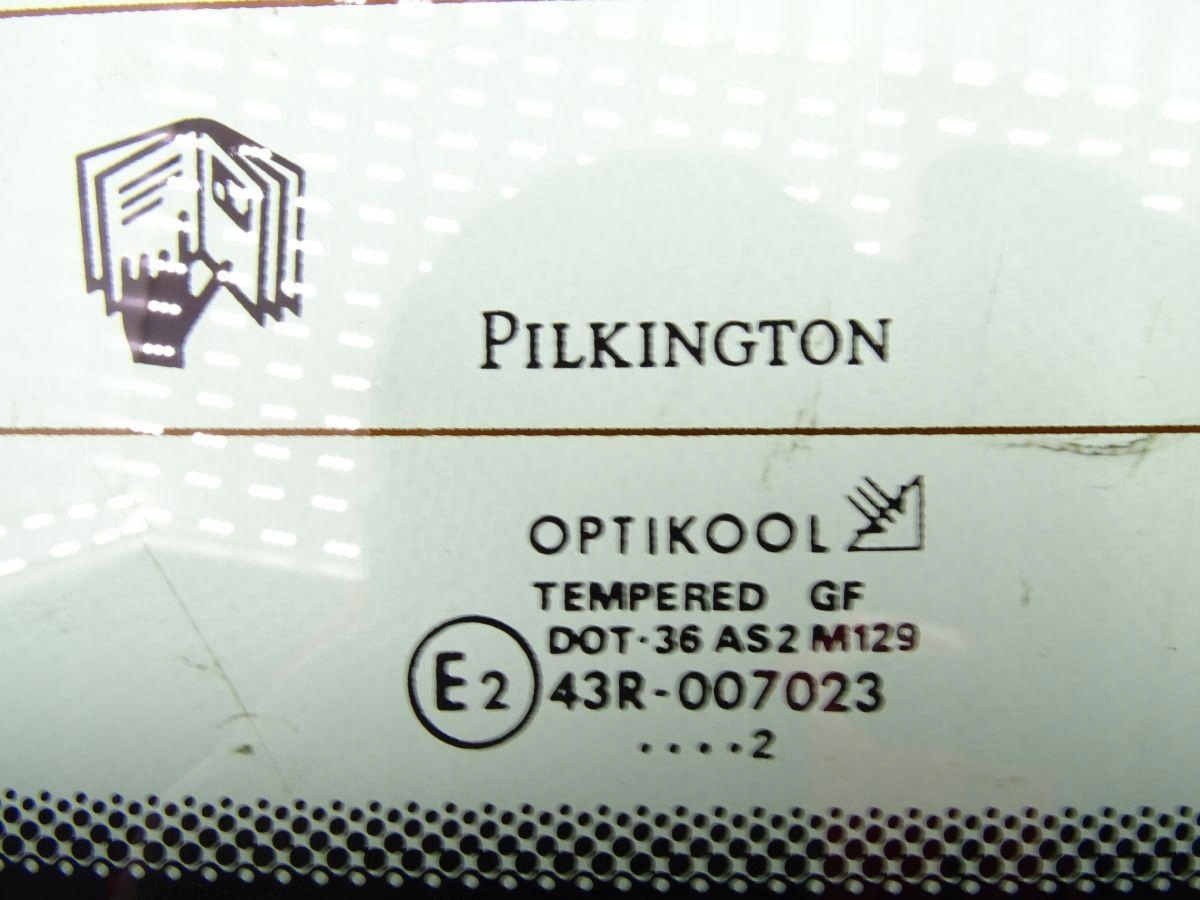 PILKINGTON
OPTIKOOL
TEMPERED GF
DOT·36 AS2 M129
E2 43R-007023
····2